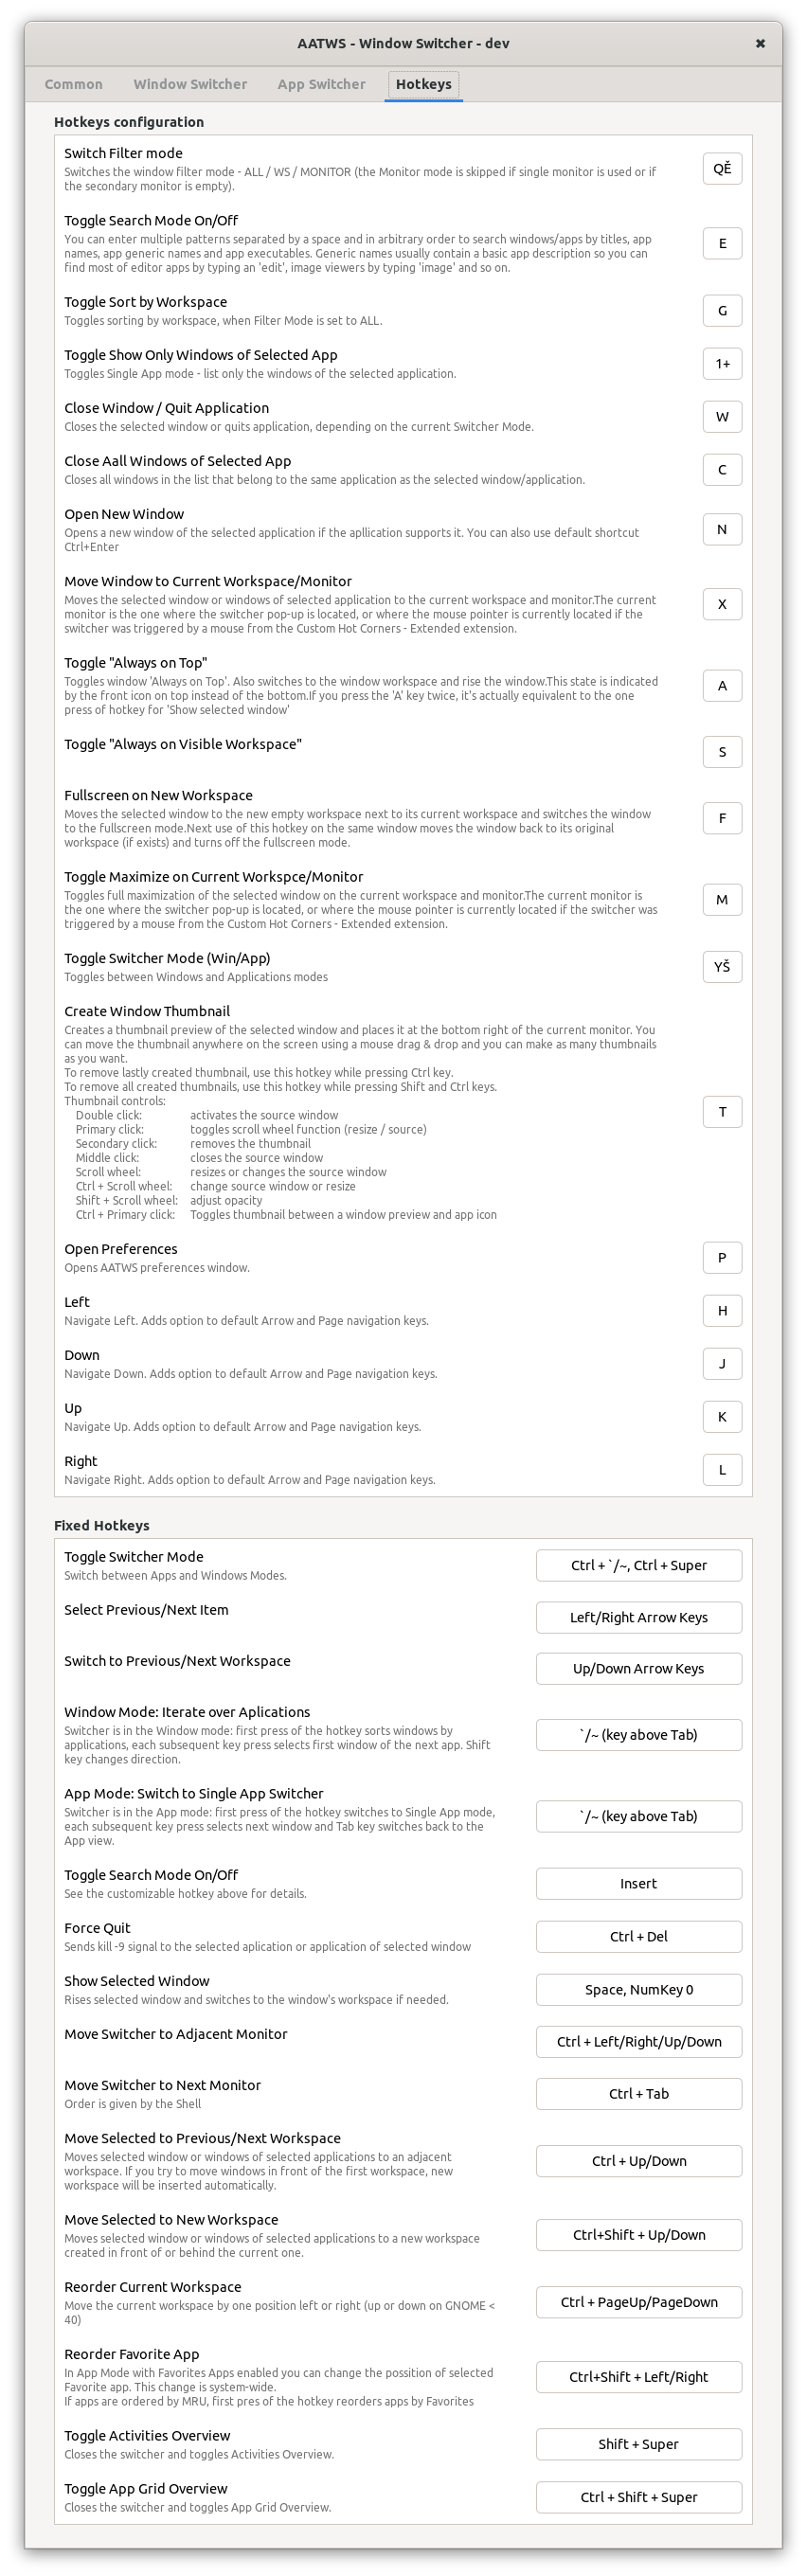 AATWS - Window Switcher - dev
✖
Common Window Switcher App Switcher Hotkeys
Hotkeys configuration
Switch Filter mode
Switches the window filter mode - ALL / WS / MONITOR (the Monitor mode is skipped if single monitor is used or if
the secondary monitor is empty).
QĚ
Toggle Search Mode On/Off
You can enter multiple patterns separated by a space and in arbitrary order to search windows/apps by titles, app
names, app generic names and app executables. Generic names usually contain a basic app description so you can
find most of editor apps by typing an 'edit', image viewers by typing 'image' and so on.
E
Toggle Sort by Workspace
Toggles sorting by workspace, when Filter Mode is set to ALL.
G
Toggle Show Only Windows of Selected App
Toggles Single App mode - list only the windows of the selected application.
1+
Close Window / Quit Application
Closes the selected window or quits application, depending on the current Switcher Mode.
W
Close Aall Windows of Selected App
Closes all windows in the list that belong to the same application as the selected window/application.
C
Open New Window
Opens a new window of the selected application if the apllication supports it. You can also use default shortcut
Ctrl+Enter
N
Move Window to Current Workspace/Monitor
Moves the selected window or windows of selected application to the current workspace and monitor.The current
monitor is the one where the switcher pop-up is located, or where the mouse pointer is currently located if the
switcher was triggered by a mouse from the Custom Hot Corners - Extended extension.
X
Toggle "Always on Top"
Toggles window 'Always on Top'. Also switches to the window workspace and rise the window.This state is indicated
by the front icon on top instead of the bottom.If you press the 'A' key twice, it's actually equivalent to the one
press of hotkey for 'Show selected window'
A
Toggle "Always on Visible Workspace"
S
Fullscreen on New Workspace
Moves the selected window to the new empty workspace next to its current workspace and switches the window
to the fullscreen mode.Next use of this hotkey on the same window moves the window back to its original
workspace (if exists) and turns off the fullscreen mode.
F
Toggle Maximize on Current Workspce/Monitor
Toggles full maximization of the selected window on the current workspace and monitor.The current monitor is
the one where the switcher pop-up is located, or where the mouse pointer is currently located if the switcher was
triggered by a mouse from the Custom Hot Corners - Extended extension.
M
Toggle Switcher Mode (Win/App)
Toggles between Windows and Applications modes
YŠ
Create Window Thumbnail
Creates a thumbnail preview of the selected window and places it at the bottom right of the current monitor. You
can move the thumbnail anywhere on the screen using a mouse drag & drop and you can make as many thumbnails
as you want.
To remove lastly created thumbnail, use this hotkey while pressing Ctrl key.
To remove all created thumbnails, use this hotkey while pressing Shift and Ctrl keys.
Thumbnail controls:
Double click: activates the source window
Primary click: toggles scroll wheel function (resize / source)
Secondary click: removes the thumbnail
Middle click: closes the source window
Scroll wheel: resizes or changes the source window
Ctrl + Scroll wheel: change source window or resize
Shift + Scroll wheel: adjust opacity
Ctrl + Primary click: Toggles thumbnail between a window preview and app icon
T
Open Preferences
Opens AATWS preferences window.
P
Left
Navigate Left. Adds option to default Arrow and Page navigation keys.
H
Down
Navigate Down. Adds option to default Arrow and Page navigation keys.
J
Up
Navigate Up. Adds option to default Arrow and Page navigation keys.
K
Right
Navigate Right. Adds option to default Arrow and Page navigation keys.
L
Fixed Hotkeys
Toggle Switcher Mode
Switch between Apps and Windows Modes.
Ctrl + `/~, Ctrl + Super
Select Previous/Next Item
Left/Right Arrow Keys
Switch to Previous/Next Workspace
Up/Down Arrow Keys
Window Mode: Iterate over Aplications
Switcher is in the Window mode: first press of the hotkey sorts windows by
applications, each subsequent key press selects first window of the next app. Shift
key changes direction.
`/~ (key above Tab)
App Mode: Switch to Single App Switcher
Switcher is in the App mode: first press of the hotkey switches to Single App mode,
each subsequent key press selects next window and Tab key switches back to the
App view.
`/~ (key above Tab)
Toggle Search Mode On/Off
See the customizable hotkey above for details.
Insert
Force Quit
Sends kill -9 signal to the selected aplication or application of selected window
Ctrl + Del
Show Selected Window
Rises selected window and switches to the window's workspace if needed.
Space, NumKey 0
Move Switcher to Adjacent Monitor
Ctrl + Left/Right/Up/Down
Move Switcher to Next Monitor
Order is given by the Shell
Ctrl + Tab
Move Selected to Previous/Next Workspace
Moves selected window or windows of selected applications to an adjacent
workspace. If you try to move windows in front of the first workspace, new
workspace will be inserted automatically.
Ctrl + Up/Down
Move Selected to New Workspace
Moves selected window or windows of selected applications to a new workspace
created in front of or behind the current one.
Ctrl+Shift + Up/Down
Reorder Current Workspace
Move the current workspace by one position left or right (up or down on GNOME <
40)
Ctrl + PageUp/PageDown
Reorder Favorite App
In App Mode with Favorites Apps enabled you can change the possition of selected
Favorite app. This change is system-wide.
If apps are ordered by MRU, first pres of the hotkey reorders apps by Favorites
Ctrl+Shift + Left/Right
Toggle Activities Overview
Closes the switcher and toggles Activities Overview.
Shift + Super
Toggle App Grid Overview
Closes the switcher and toggles App Grid Overview.
Ctrl + Shift + Super